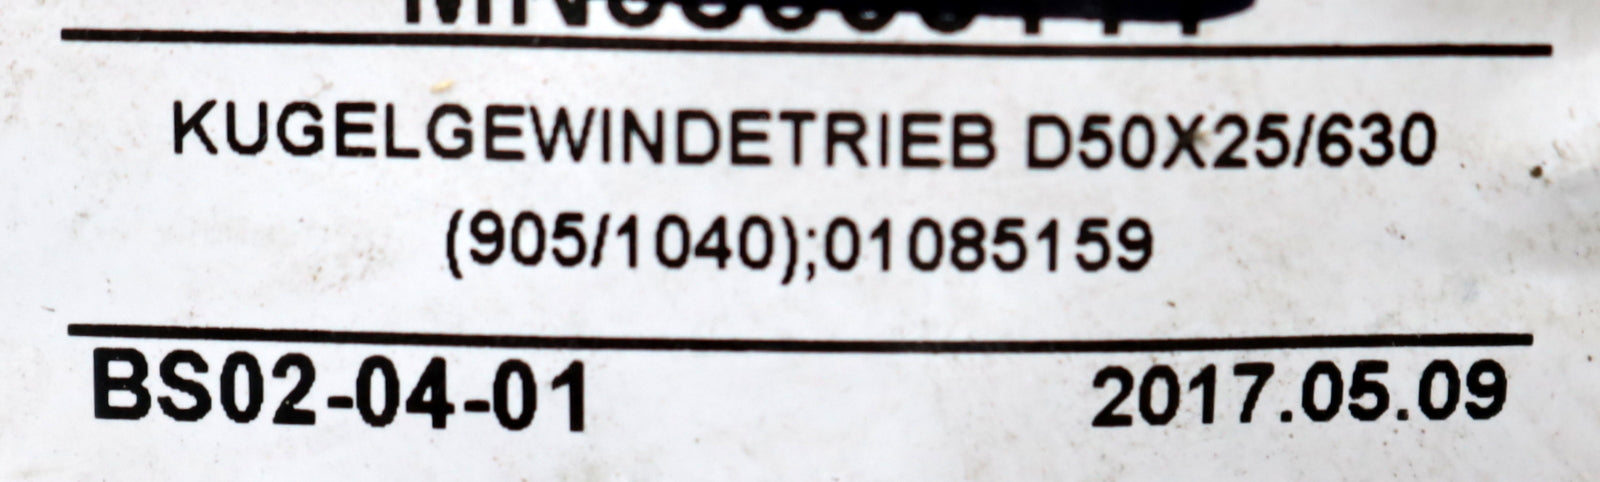 KUGELGEWINDETRIEB D50X25/630
(905/1040);01085159
BS02-04-01 2017.05.09